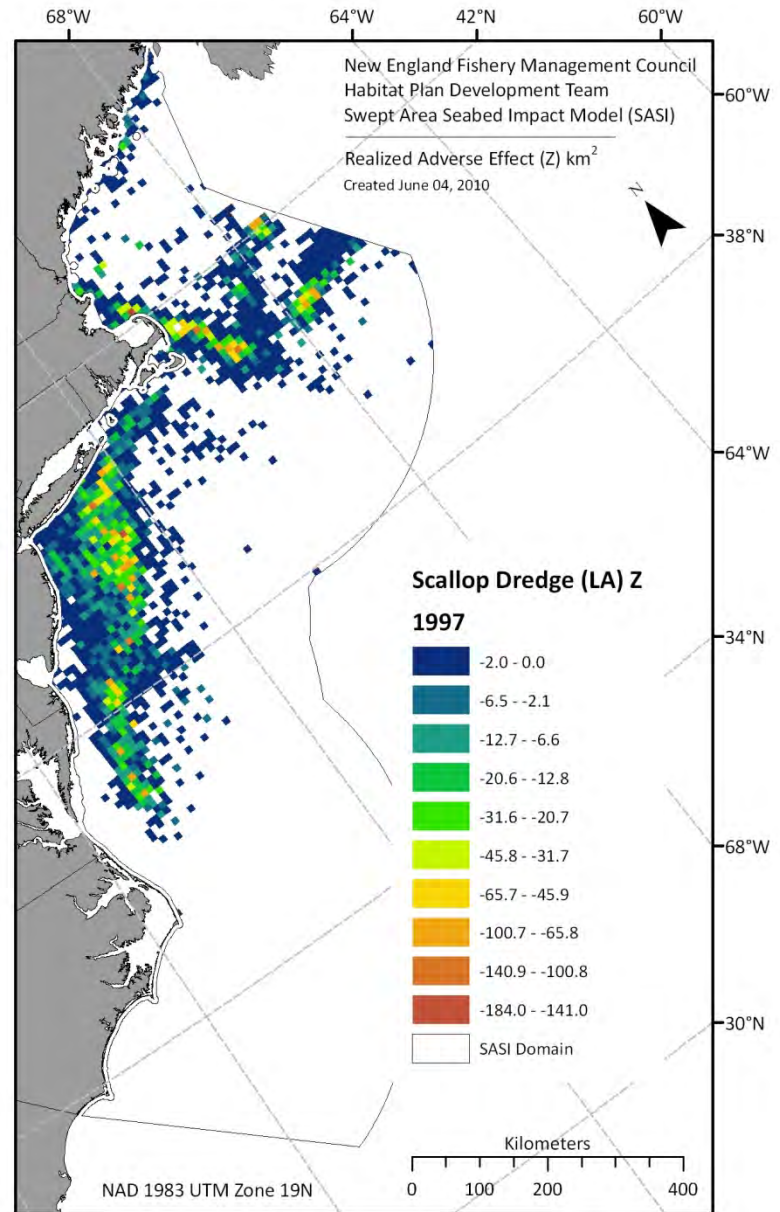 68°W
64°W
42°N
60°W
New England Fishery Management Council
Habitat Plan Development Team
Swept Area Seabed Impact Model (SASI)
Realized Adverse Effect (Z) km²
Created June 04, 2010
60°W
N
38°N
64°W
Scallop Dredge (LA) Z
1997
-2.0 - 0.0
-6.5 - -2.1
-12.7 - -6.6
-20.6 - -12.8
-31.6 - -20.7
-45.8 - -31.7
-65.7 - -45.9
-100.7 - -65.8
-140.9 - -100.8
-184.0 - -141.0
SASI Domain
34°N
68°W
30°N
Kilometers
0 100 200 400
NAD 1983 UTM Zone 19N